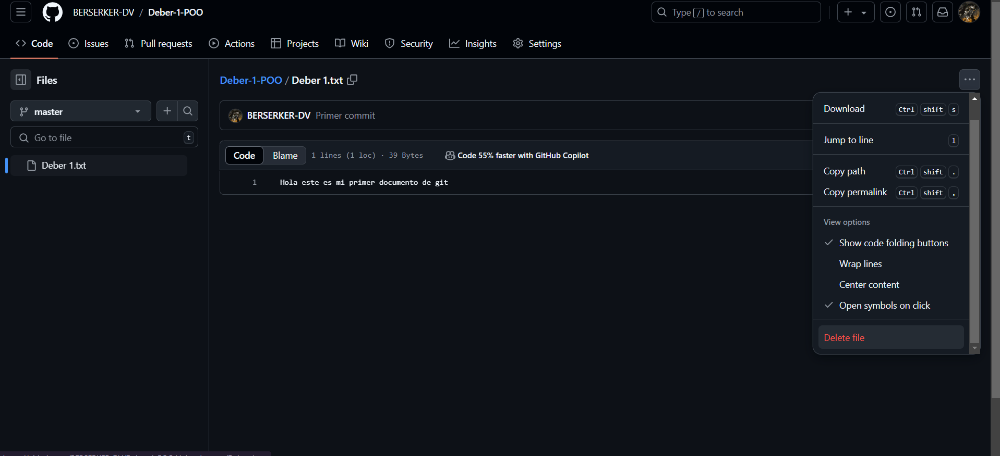 BERSERKER-DV / Deber-1-POO
Type / to search
Code Issues Pull requests Actions Projects Wiki Security Insights Settings
Files
master
Go to file t
Deber 1.txt
Deber-1-POO / Deber 1.txt
BERSERKER-DV Primer commit
Code Blame 1 lines (1 loc) · 39 Bytes Code 55% faster with GitHub Copilot
1 Hola este es mi primer documento de git
Download Ctrl shift s
Jump to line l
Copy path Ctrl shift .
Copy permalink Ctrl shift ,
View options
Show code folding buttons
Wrap lines
Center content
Open symbols on click
Delete file